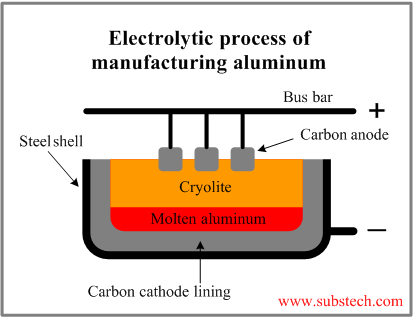 Electrolytic process of
manufacturing aluminum
Bus bar
+
Carbon anode
Steel shell
Cryolite
Molten aluminum
−
Carbon cathode lining
www.substech.com